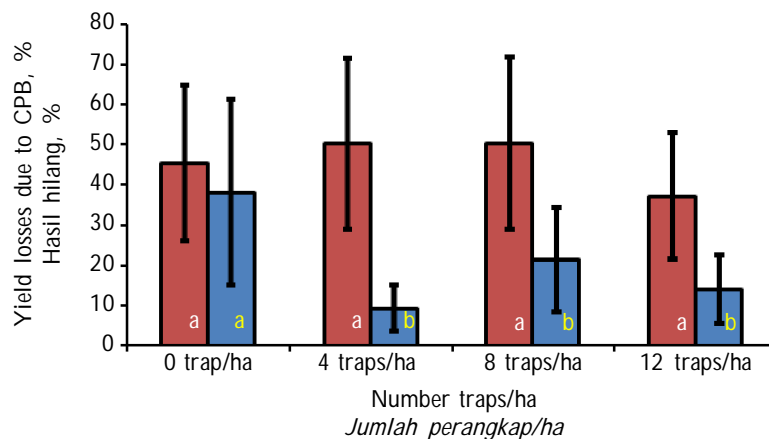 Yield losses due to CPB, %
Hasil hilang, %
80
70
60
50
40
30
20
10
0
a a a b a b a b
0 trap/ha 4 traps/ha 8 traps/ha 12 traps/ha
Number traps/ha
Jumlah perangkap/ha